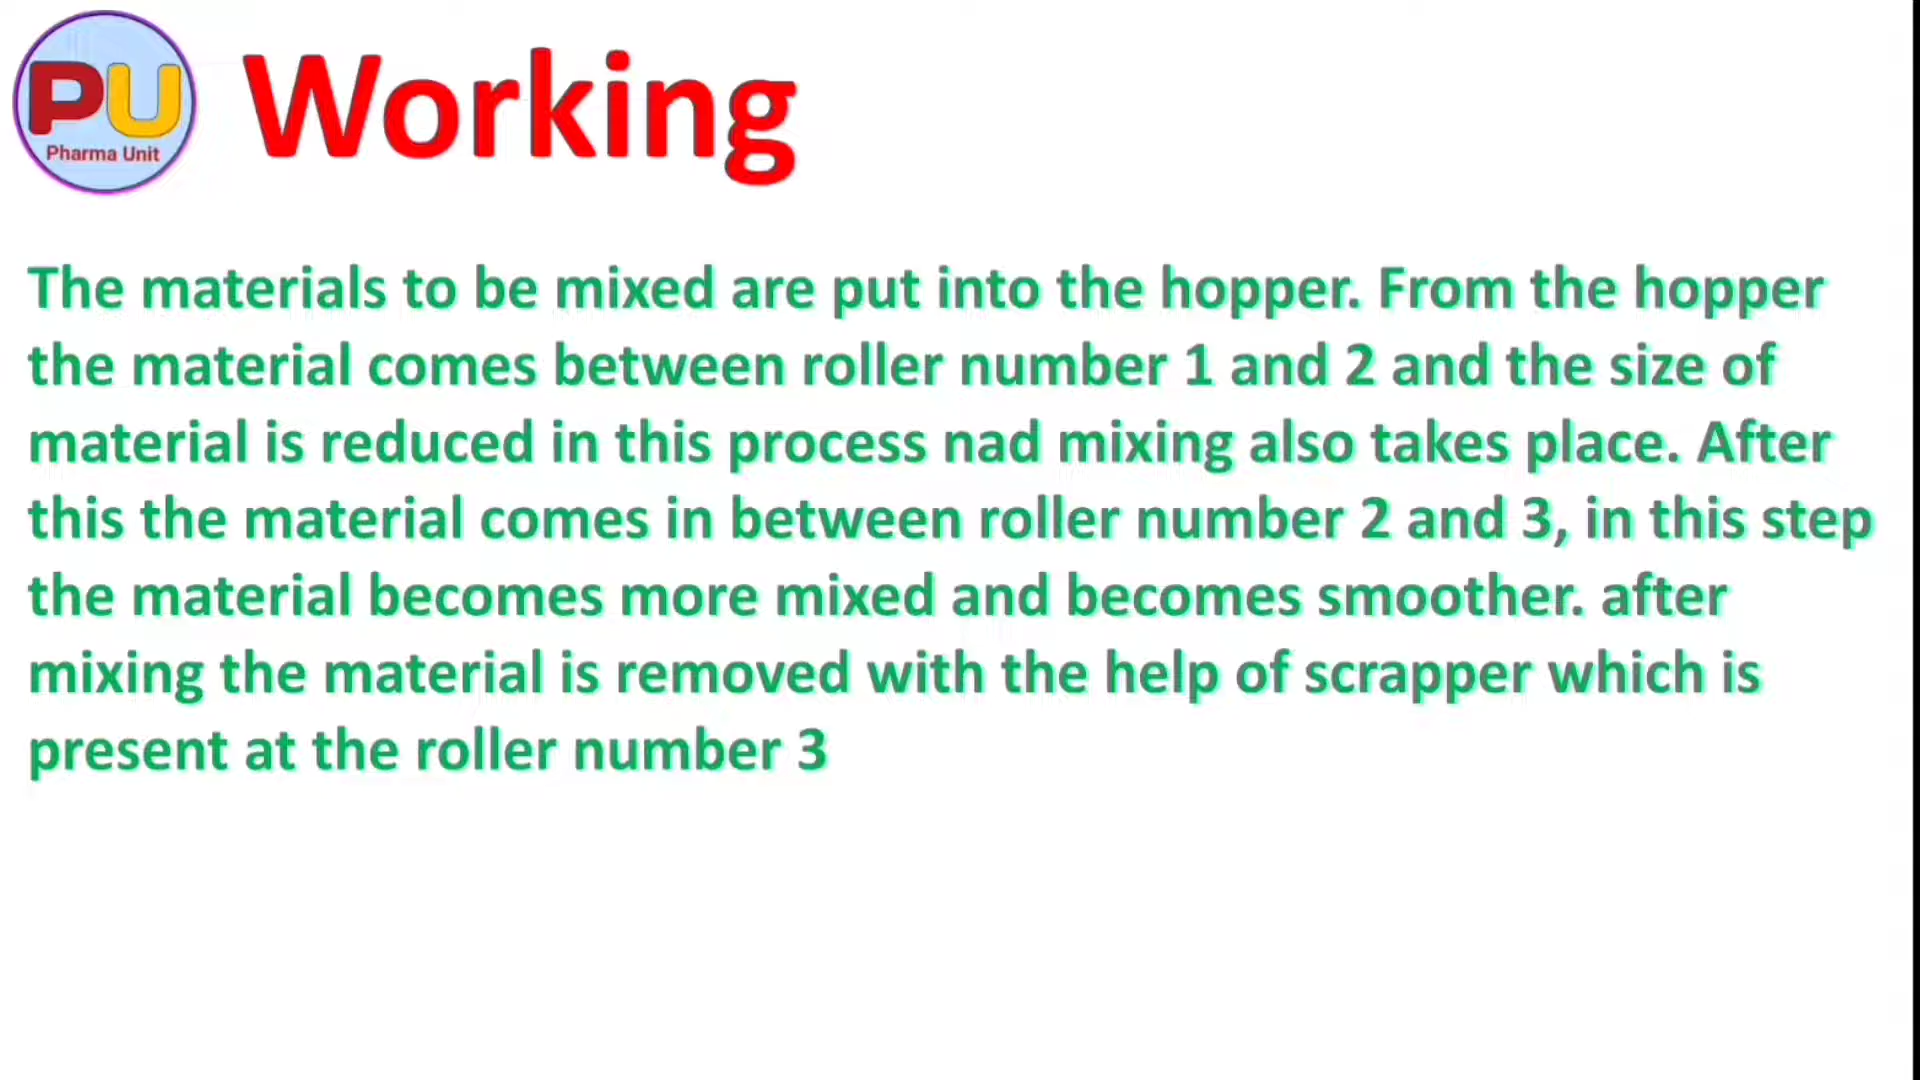 PU
Pharma Unit
Working
The materials to be mixed are put into the hopper. From the hopper
the material comes between roller number 1 and 2 and the size of
material is reduced in this process nad mixing also takes place. After
this the material comes in between roller number 2 and 3, in this step
the material becomes more mixed and becomes smoother. after
mixing the material is removed with the help of scrapper which is
present at the roller number 3